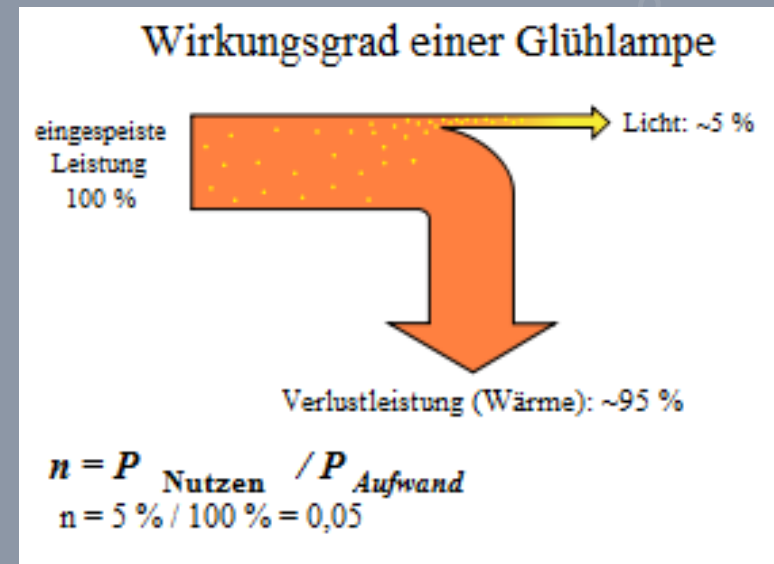 Wirkungsgrad einer Glühlampe
eingespeiste
Leistung
100 %
Licht: ~5 %
Verlustleistung (Wärme): ~95 %
n = P Nutzen / P Aufwand
n = 5 % / 100 % = 0,05